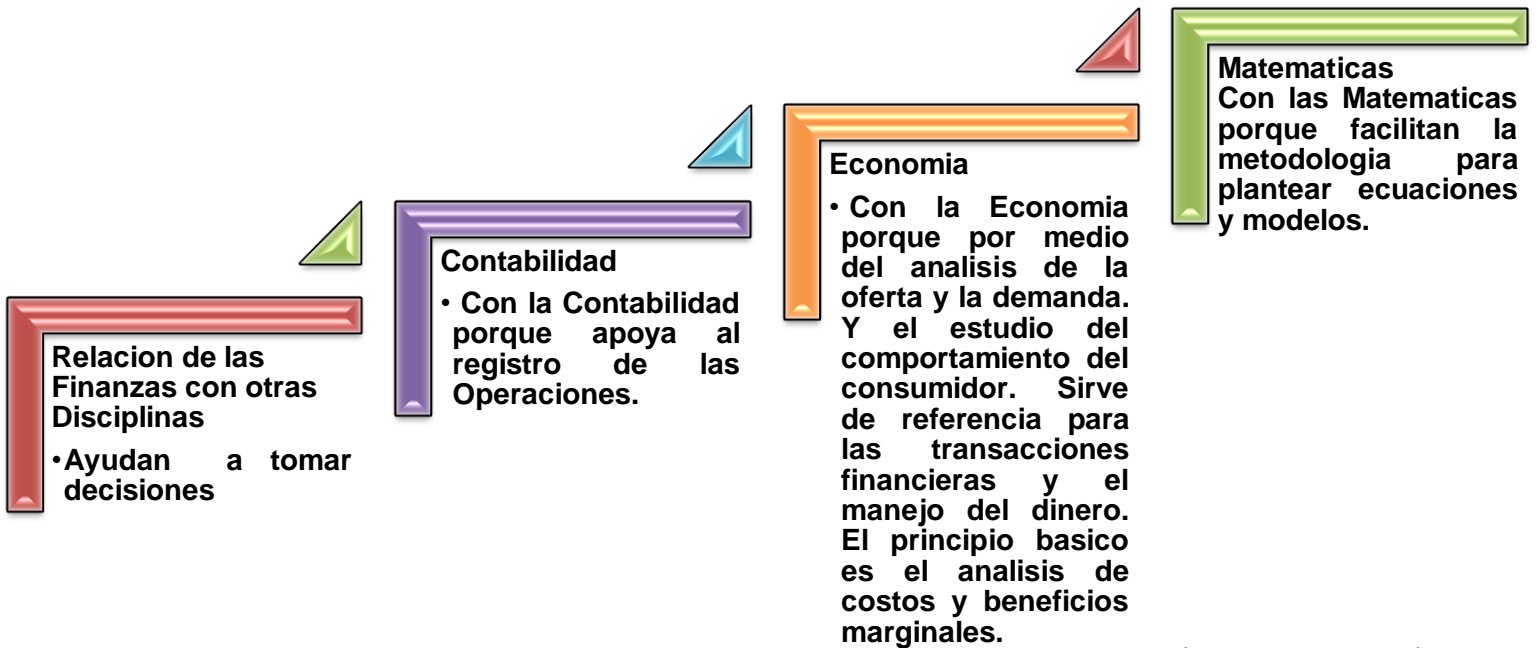 Relacion de las
Finanzas con otras
Disciplinas
•Ayudan a tomar
decisiones
Contabilidad
• Con la Contabilidad
porque apoya al
registro de las
Operaciones.
Economia
• Con la Economia
porque por medio
del analisis de la
oferta y la demanda.
Y el estudio del
comportamiento del
consumidor. Sirve
de referencia para
las transacciones
financieras y el
manejo del dinero.
El principio basico
es el analisis de
costos y beneficios
marginales.
Matematicas
Con las Matematicas
porque facilitan la
metodologia para
plantear ecuaciones
y modelos.